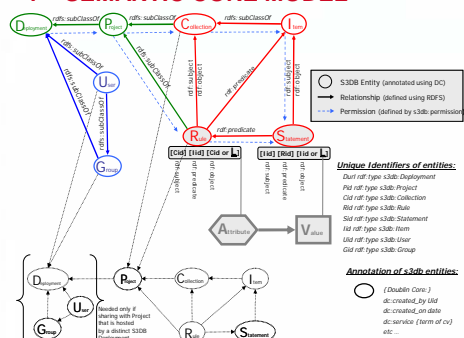 SEMANTIC CORE MODEL
Deployment
rdfs:subClassOf
Project
rdfs:subClassOf
Collection
rdfs:subClassOf
Item
rdfs:subClassOf
rdfs:subClassOf
rdfs:subClassOf
rdfs:subClassOf
User
Group
rdf:subject
rdf:object
rdf:predicate
rdf:subject
rdf:object
rdf:predicate
Rule
Statement
[Cid] [Iid] [Cid or L]
[Iid] [Rid] [Iid or L]
rdf:subject
rdf:predicate
rdf:object
rdf:subject
rdf:predicate
rdf:object
Attribute
Value
S3DB Entity (annotated using DC)
Relationship (defined using RDFS)
Permission (defined by s3db:permission
Unique Identifiers of entities:
Durl rdf:type s3db:Deployment
Pid rdf:type s3db:Project
Cid rdf:type s3db:Collection
Rid rdf:type s3db:Rule
Sid rdf:type s3db:Statement
Iid rdf:type s3db:Item
Uid rdf:type s3db:User
Gid rdf:type s3db:Group
Annotation of s3db entities:
{Doublin Core:}
dc:created_by Uid
dc:created_on date
dc:service {term of cv}
etc ...
Deployment
Project
Collection
Item
User
Group
Needed only if
sharing with Project
that is hosted
by a distinct S3DB
Rule
Statement